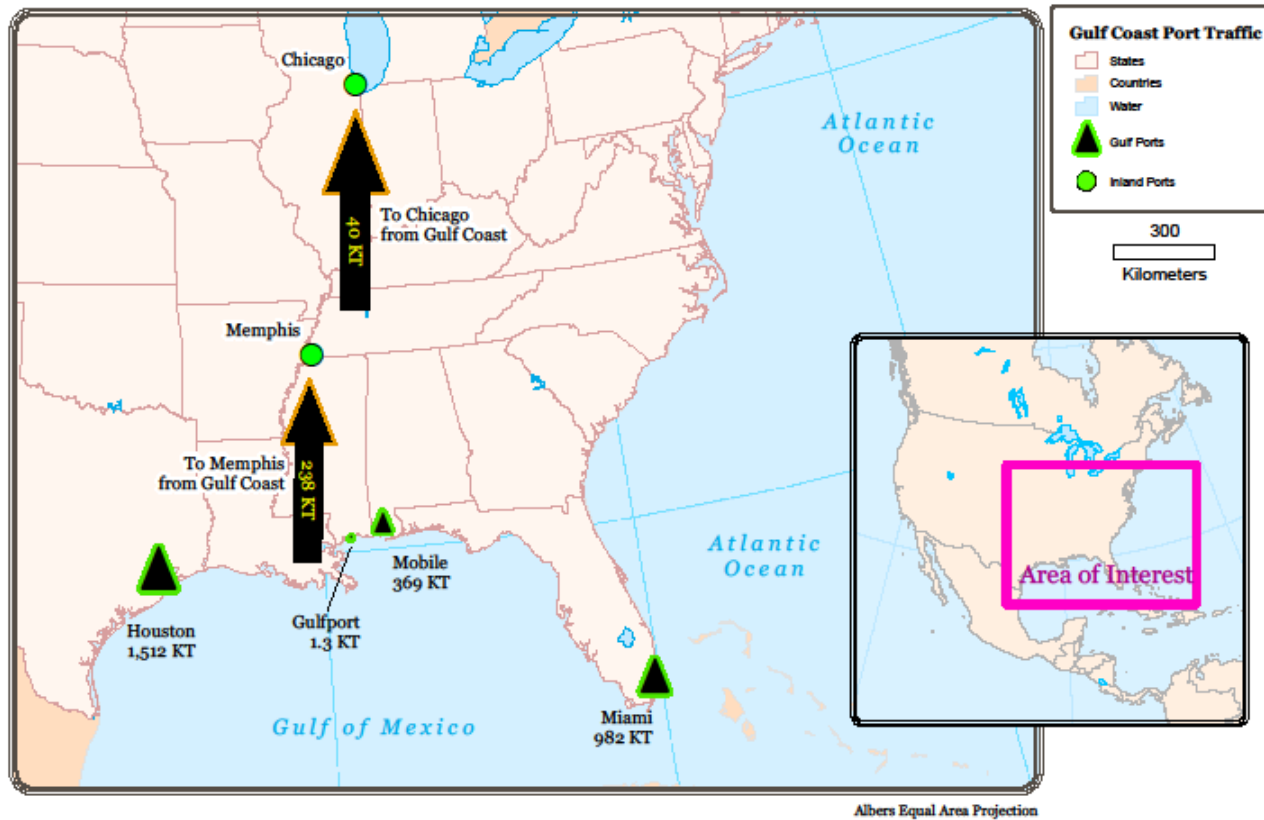 Chicago
To Chicago
from Gulf Coast
40 KT
Memphis
To Memphis
from Gulf Coast
238 KT
Mobile
369 KT
Gulfport
1.3 KT
Houston
1,512 KT
Miami
982 KT
Gulf of Mexico
Atlantic
Ocean
Atlantic
Ocean
Gulf Coast Port Traffic
States
Countries
Water
Gulf Ports
Inland Ports
300
Kilometers
Area of Interest
Albers Equal Area Projection